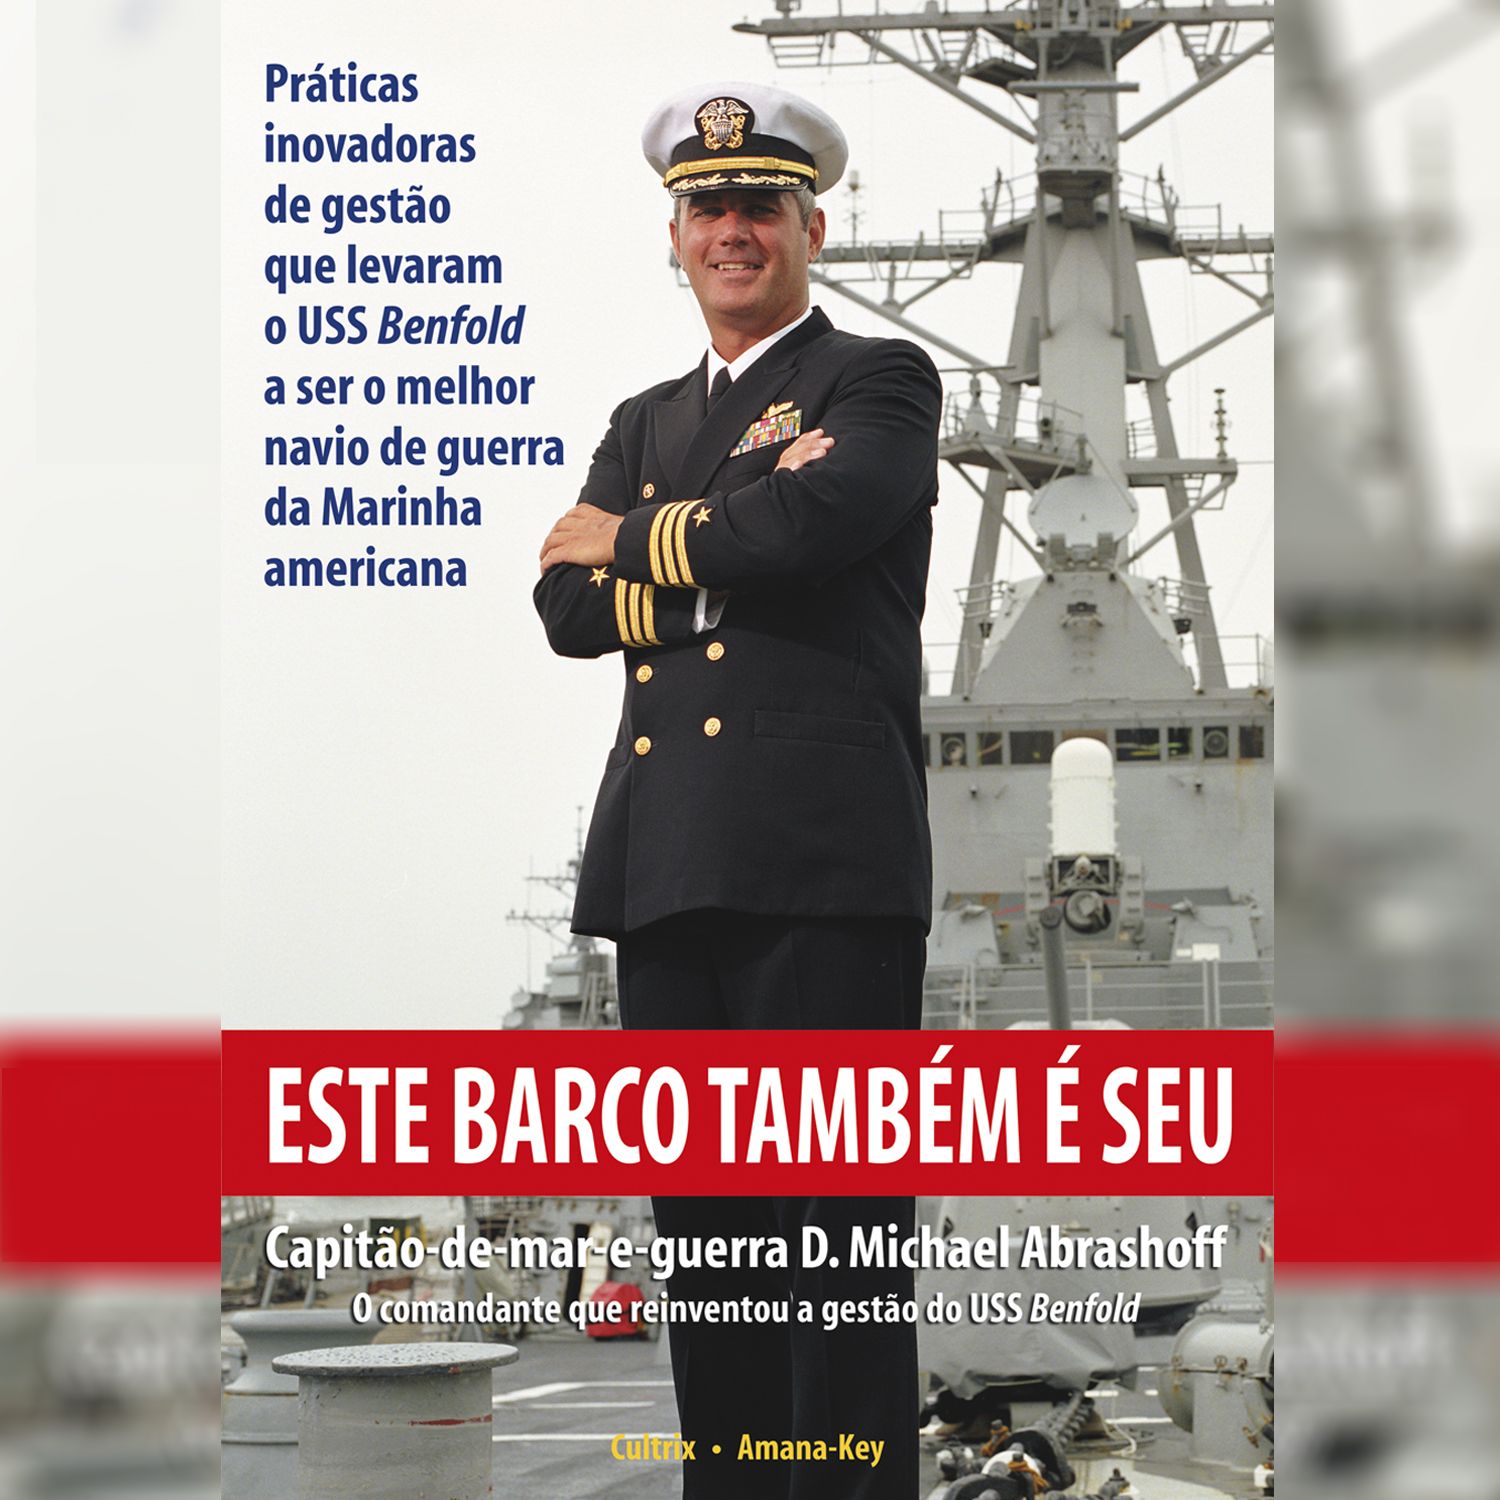 Práticas
inovadoras
de gestão
que levaram
o USS Benfold
a ser o melhor
navio de guerra
da Marinha
americana
ESTE BARCO TAMBÉM É SEU
Capitão-de-mar-e-guerra D. Michael Abrashoff
O comandante que reinventou a gestão do USS Benfold
Cultrix • Amana-Key